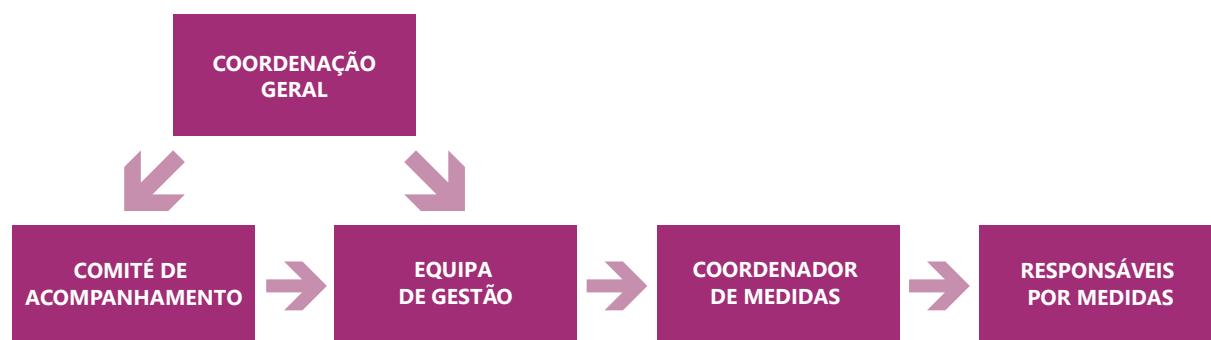 COORDENAÇÃO
GERAL
COMITÉ DE
ACOMPANHAMENTO
EQUIPA
DE GESTÃO
COORDENADOR
DE MEDIDAS
RESPONSÁVEIS
POR MEDIDAS